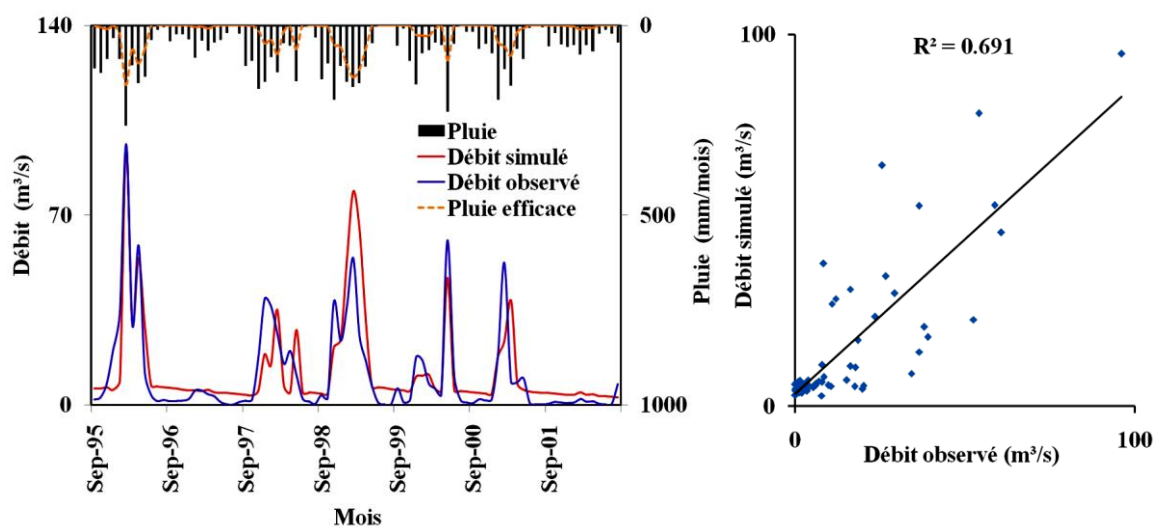 140
70
0
Débit (m³/s)
0
500
1000
Pluie (mm/mois)
Pluie
Débit simulé
Débit observé
Pluie efficace
Sep-95
Sep-96
Sep-97
Sep-98
Sep-99
Sep-00
Sep-01
Mois
R² = 0.691
100
0
Débit simulé (m³/s)
0
100
Débit observé (m³/s)